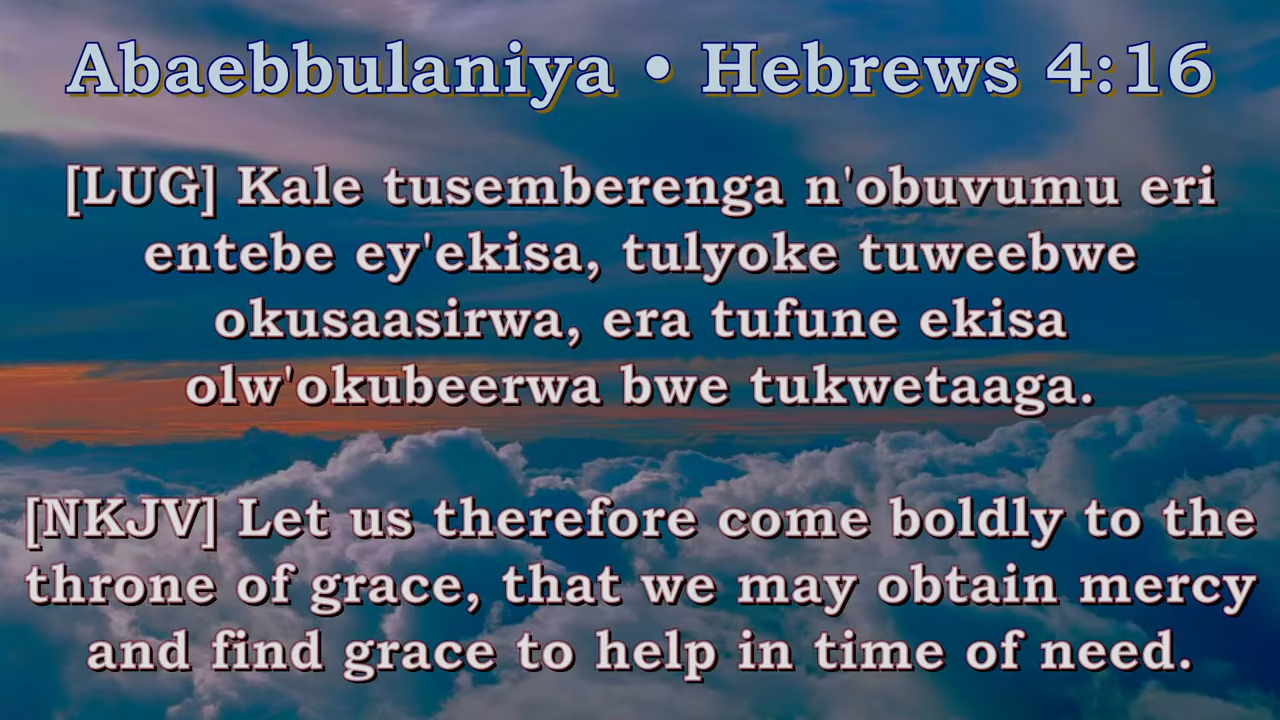 Abaebbulaniya • Hebrews 4:16
[LUG] Kale tusemberenga n'obuvumu eri
entebe ey'ekisa, tulyoke tuweebwe
okusaasirwa, era tufune ekisa
olw'okubeerwa bwe tukwetaaga.
[NKJV] Let us therefore come boldly to the
throne of grace, that we may obtain mercy
and find grace to help in time of need.